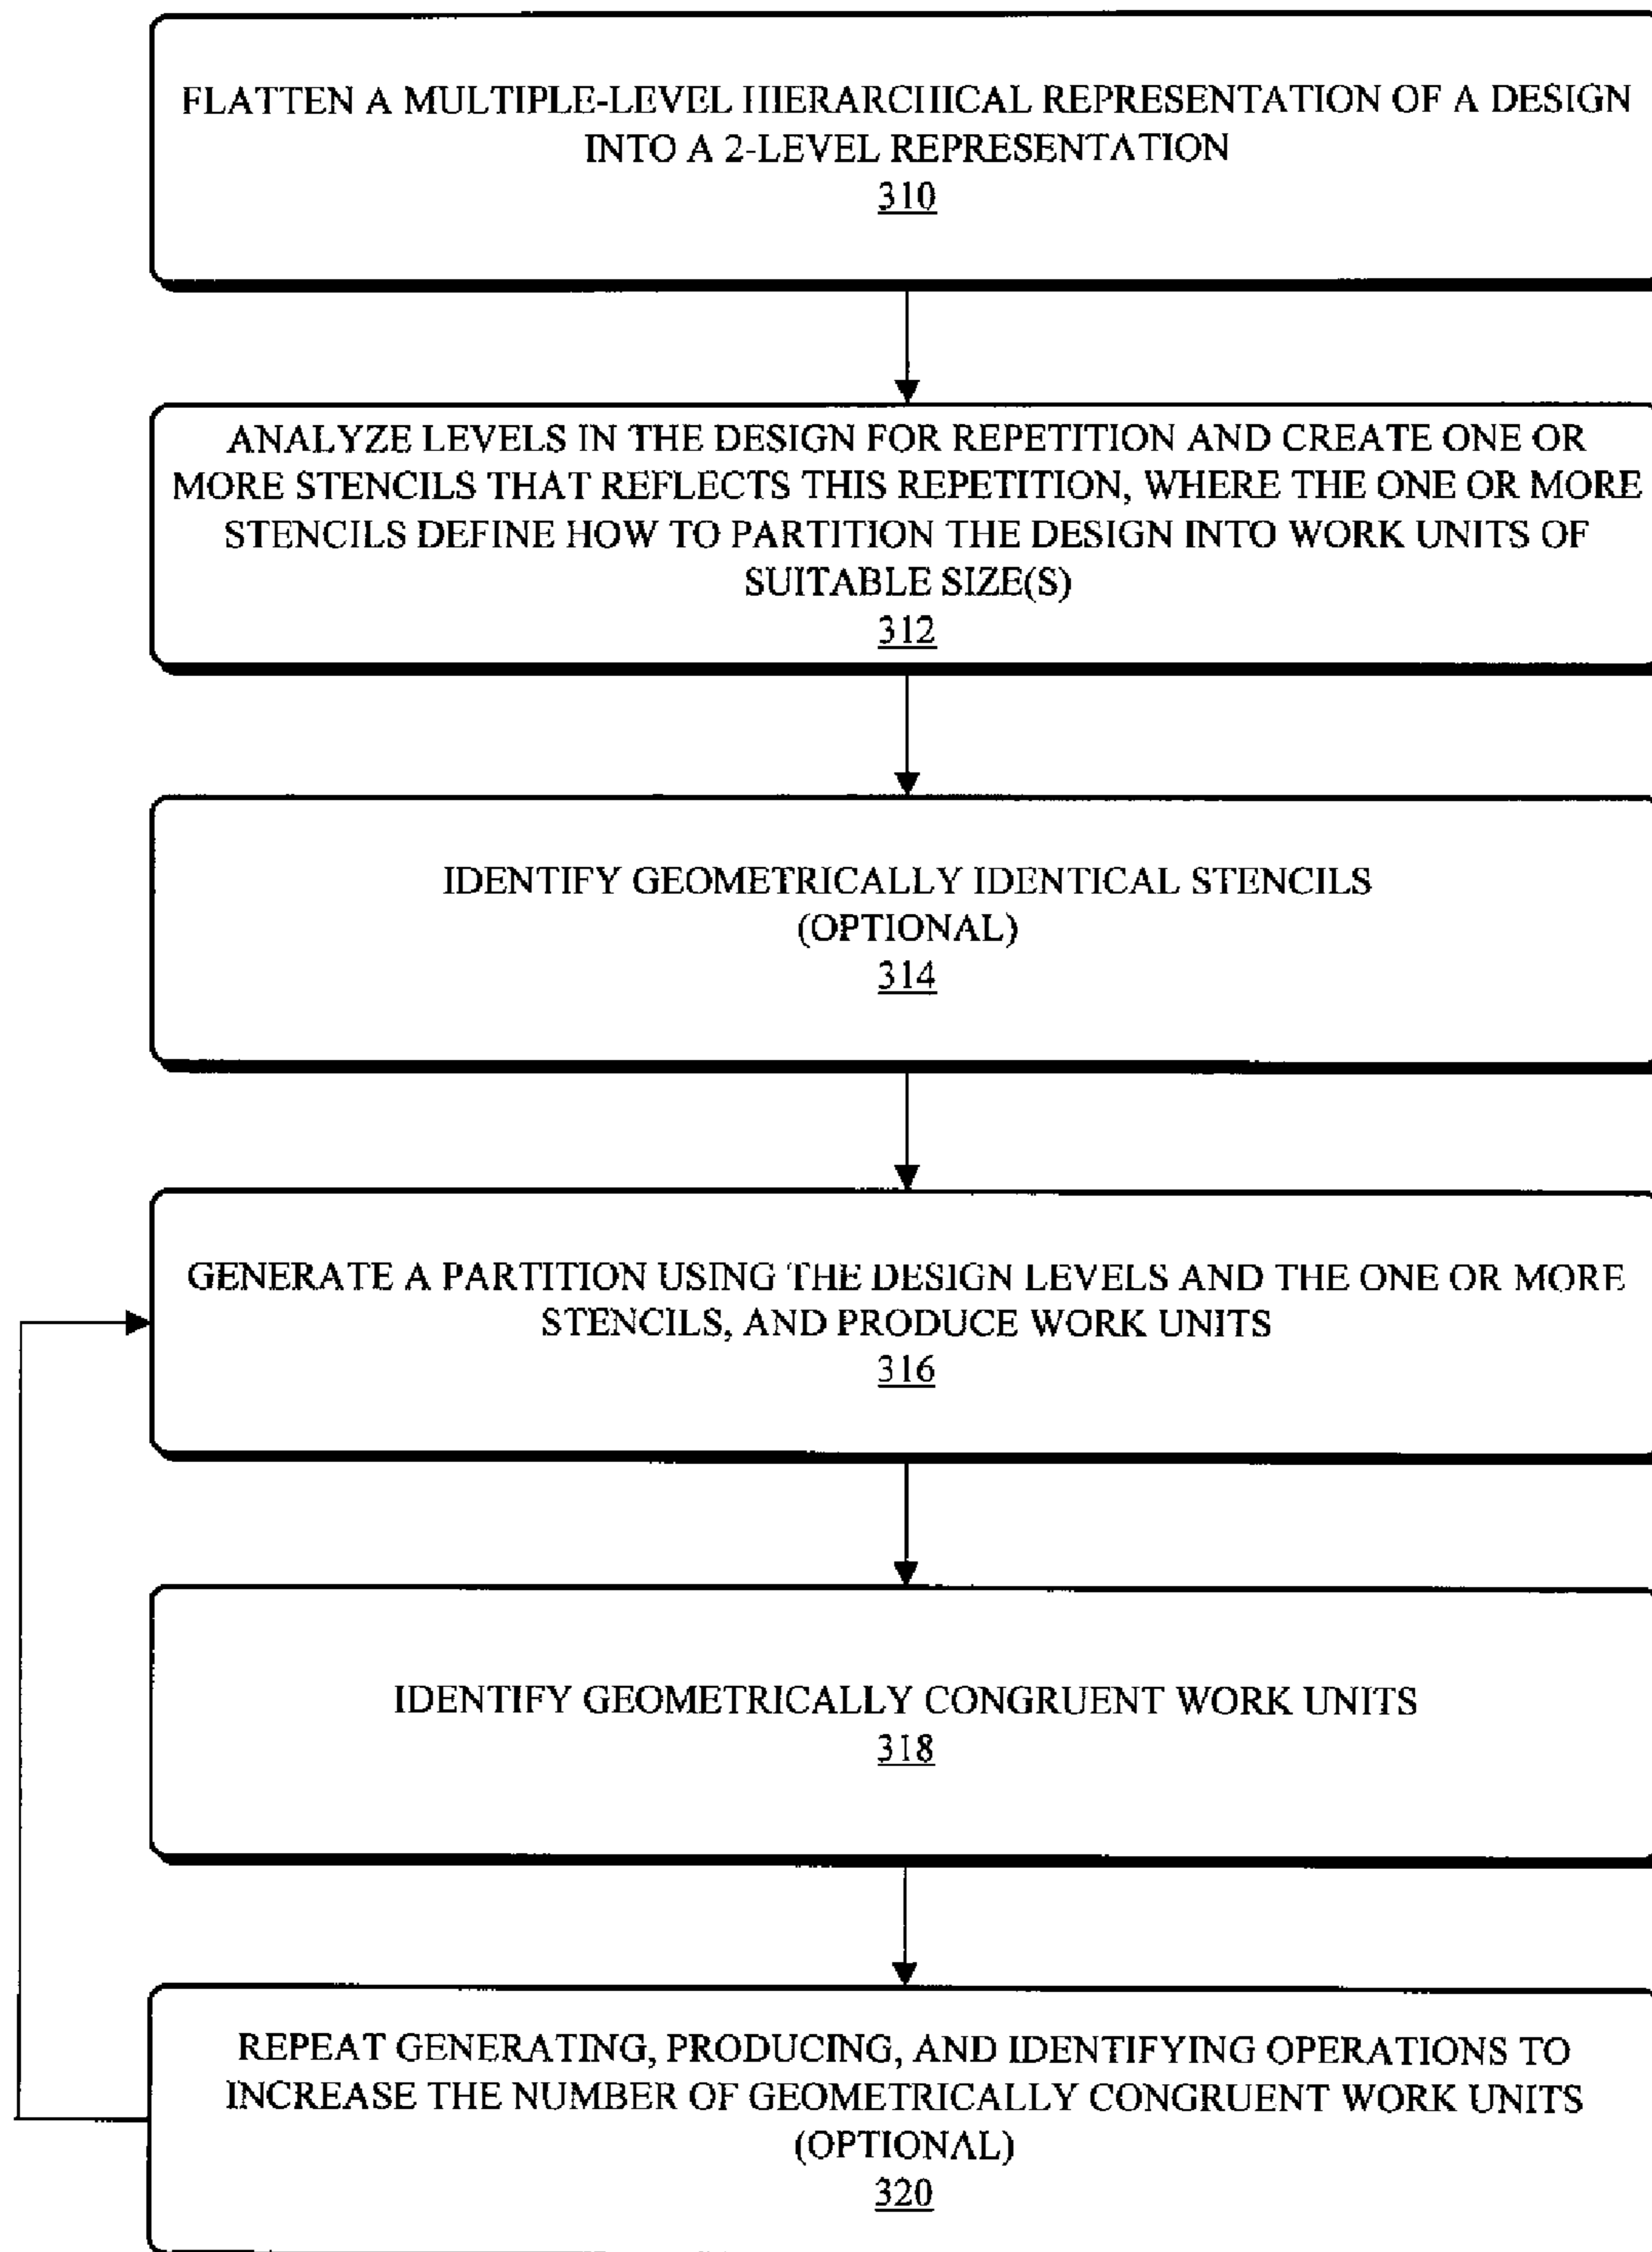 FLATTEN A MULTIPLE-LEVEL HIERARCHICAL REPRESENTATION OF A DESIGN
INTO A 2-LEVEL REPRESENTATION
310
ANALYZE LEVELS IN THE DESIGN FOR REPETITION AND CREATE ONE OR
MORE STENCILS THAT REFLECTS THIS REPETITION, WHERE THE ONE OR MORE
STENCILS DEFINE HOW TO PARTITION THE DESIGN INTO WORK UNITS OF
SUITABLE SIZE(S)
312
IDENTIFY GEOMETRICALLY IDENTICAL STENCILS
(OPTIONAL)
314
GENERATE A PARTITION USING THE DESIGN LEVELS AND THE ONE OR MORE
STENCILS, AND PRODUCE WORK UNITS
316
IDENTIFY GEOMETRICALLY CONGRUENT WORK UNITS
318
REPEAT GENERATING, PRODUCING, AND IDENTIFYING OPERATIONS TO
INCREASE THE NUMBER OF GEOMETRICALLY CONGRUENT WORK UNITS
(OPTIONAL)
320